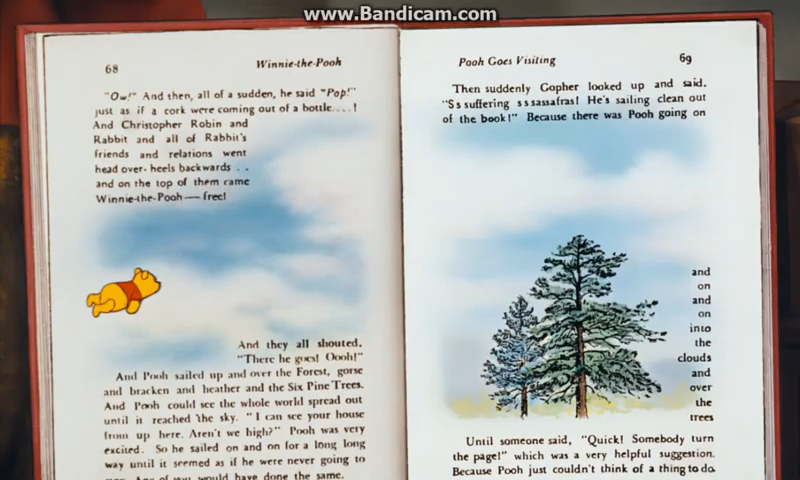 www.Bandicam.com
68
Winnie-the-Pooh
"Ow!" And then, all of a sudden, he said "Pop!"
just as if a cork were coming out of a bottle....!
And Christopher Robin and
Rabbit and all of Rabbit's
friends and relations went
head over-heels backwards . .
and on the top of them came
Winnie-the-Pooh — free!
And they all shouted,
"There he goes! Oooh!"
And Pooh sailed up and over the Forest, gorse
and bracken and heather and the Six Pine Trees.
And Pooh could see the whole world spread out
until it reached the sky. "I can see your house
from up here. Aren't we high?" Pooh was very
excited. So he sailed on and on for a long long
way until it seemed as if he were never going to
Any of you would have done the same.
Pooh Goes Visiting
69
Then suddenly Gopher looked up and said.
"S s suffering s s sassafras! He's sailing clean out
of the book!" Because there was Pooh going on
and
on
and
on
into
the
clouds
and
over
the
trees
Until someone said, "Quick! Somebody turn
the page!" which was a very helpful suggestion.
Because Pooh just couldn't think of a thing to do.